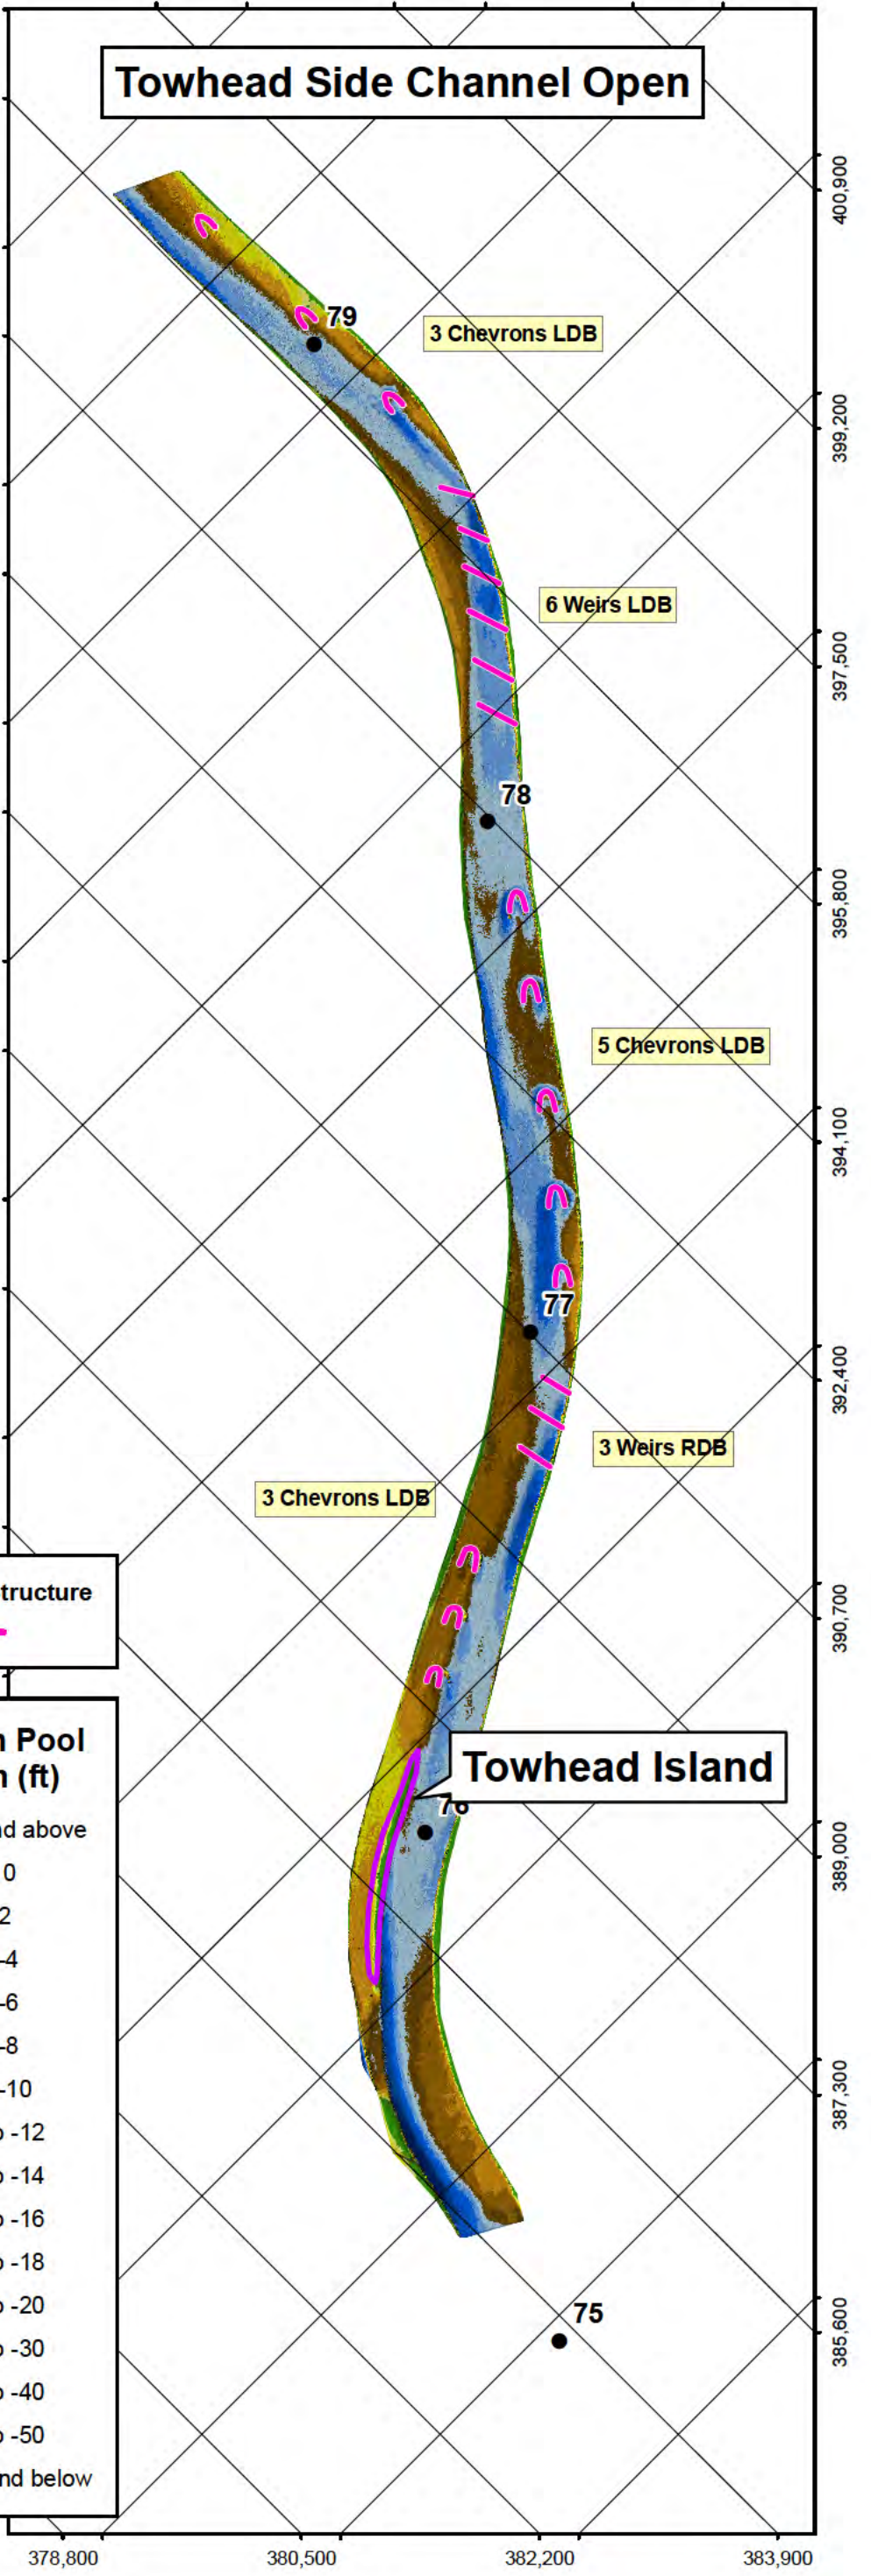 Towhead Side Channel Open
400,900
79
3 Chevrons LDB
399,200
6 Weirs LDB
397,500
78
395,800
5 Chevrons LDB
394,100
77
392,400
3 Weirs RDB
3 Chevrons LDB
tructure
390,700
n Pool
n (ft)
Towhead Island
76
nd above
0
2
-4
-6
-8
-10
o -12
o -14
o -16
o -18
o -20
o -30
o -40
o -50
nd below
389,000
387,300
75
385,600
378,800
380,500
382,200
383,900